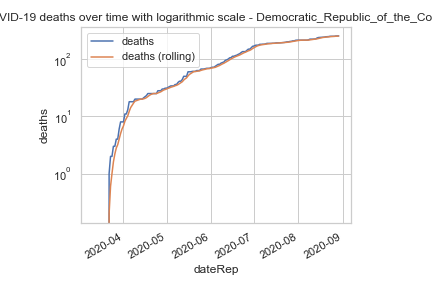 VID-19 deaths over time with logarithmic scale - Democratic_Republic_of_the_Co
deaths
deaths (rolling)
10²
10¹
10⁰
deaths
2020-04
2020-05
2020-06
2020-07
2020-08
2020-09
dateRep